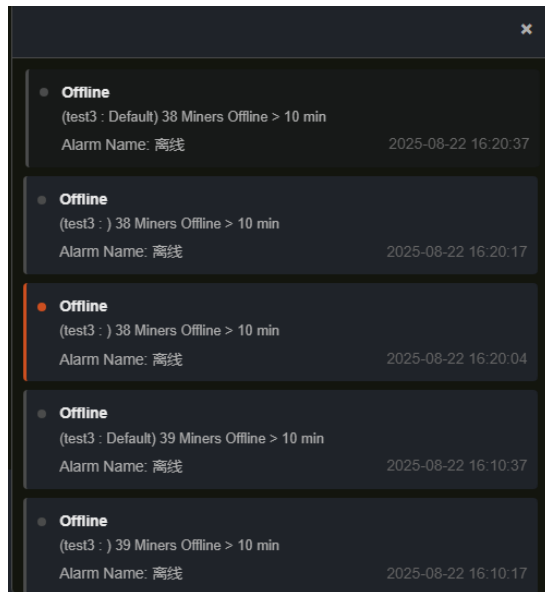 ×
Offline
(test3 : Default) 38 Miners Offline > 10 min
Alarm Name: 离线 2025-08-22 16:20:37
Offline
(test3 : ) 38 Miners Offline > 10 min
Alarm Name: 离线 2025-08-22 16:20:17
Offline
(test3 : ) 38 Miners Offline > 10 min
Alarm Name: 离线 2025-08-22 16:20:04
Offline
(test3 : Default) 39 Miners Offline > 10 min
Alarm Name: 离线 2025-08-22 16:10:37
Offline
(test3 : ) 39 Miners Offline > 10 min
Alarm Name: 离线 2025-08-22 16:10:17